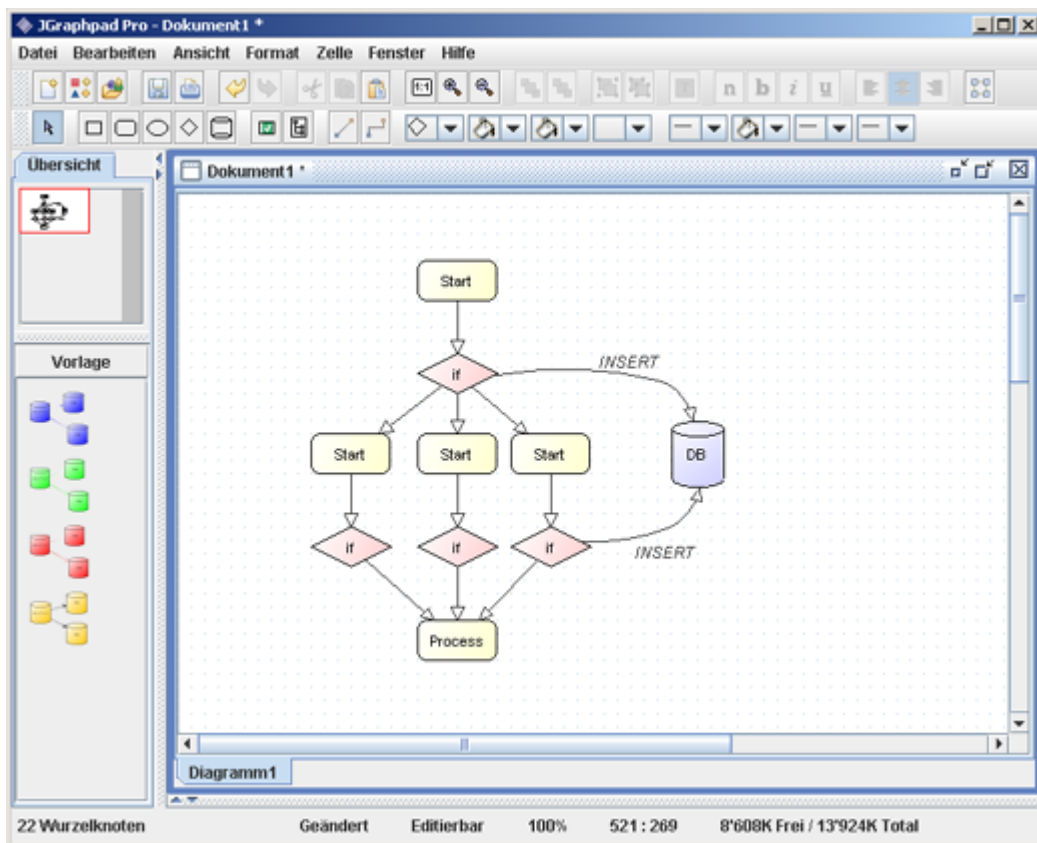 JGraphpad Pro - Dokument1 *
Datei Bearbeiten Ansicht Format Zelle Fenster Hilfe
1:1 n b i u
Übersicht
Dokument1 *
Vorlage
Start
if
INSERT
Start Start Start DB
if if if INSERT
Process
Diagramm1
22 Wurzelknoten Geändert Editierbar 100% 521 : 269 8'608K Frei / 13'924K Total